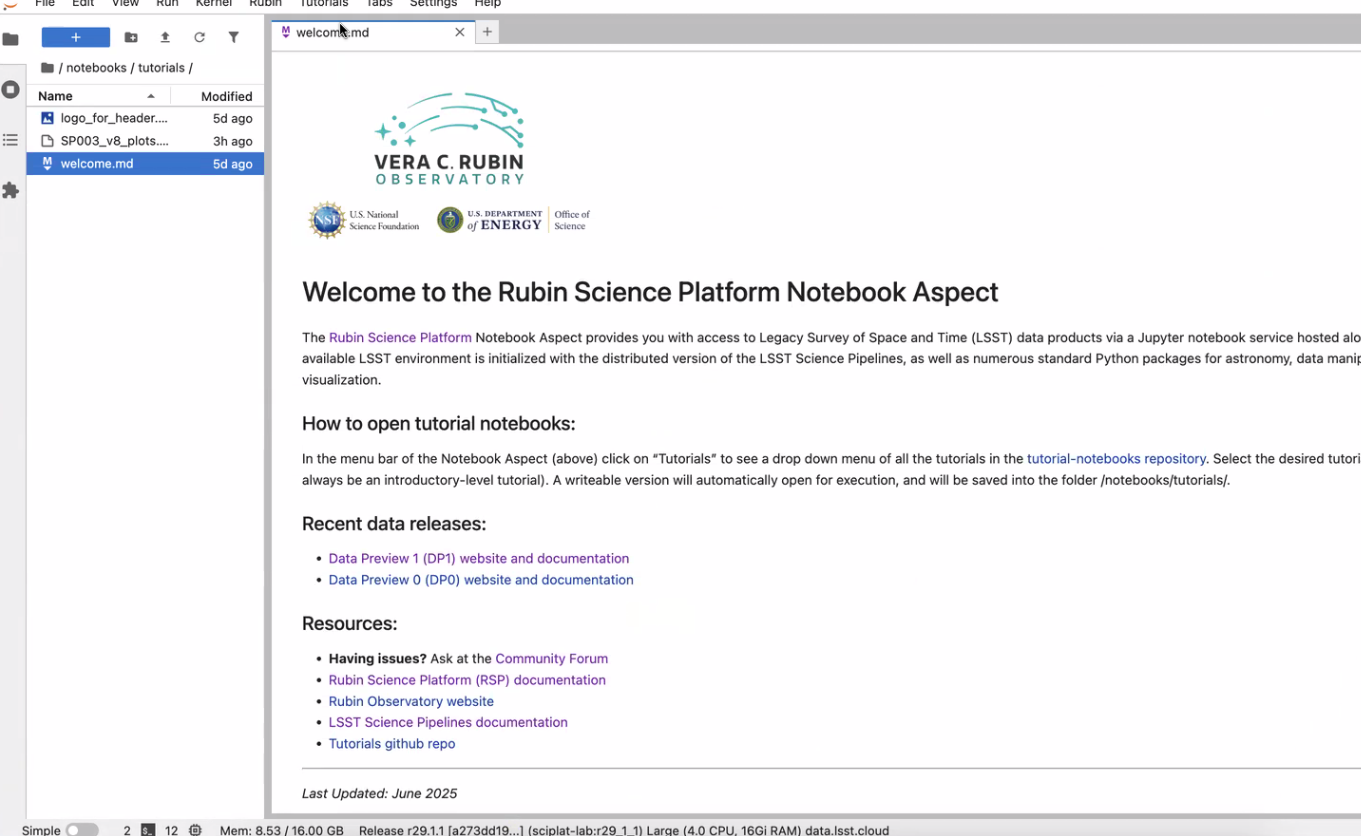 File Edit View Run Kernel Rubin Tutorials Tabs Settings Help
welcome.md
/ notebooks / tutorials /
Name Modified
logo_for_header.... 5d ago
SP003_v8_plots.... 3h ago
welcome.md 5d ago
VERA C. RUBIN
OBSERVATORY
NSF
U.S. National
Science Foundation
U.S. DEPARTMENT
of ENERGY
Office of
Science
Welcome to the Rubin Science Platform Notebook Aspect
The Rubin Science Platform Notebook Aspect provides you with access to Legacy Survey of Space and Time (LSST) data products via a Jupyter notebook service hosted alo
available LSST environment is initialized with the distributed version of the LSST Science Pipelines, as well as numerous standard Python packages for astronomy, data manip
visualization.
How to open tutorial notebooks:
In the menu bar of the Notebook Aspect (above) click on “Tutorials” to see a drop down menu of all the tutorials in the tutorial-notebooks repository. Select the desired tutori
always be an introductory-level tutorial). A writeable version will automatically open for execution, and will be saved into the folder /notebooks/tutorials/.
Recent data releases:
• Data Preview 1 (DP1) website and documentation
• Data Preview 0 (DP0) website and documentation
Resources:
• Having issues? Ask at the Community Forum
• Rubin Science Platform (RSP) documentation
• Rubin Observatory website
• LSST Science Pipelines documentation
• Tutorials github repo
Last Updated: June 2025
Simple 2 12 Mem: 8.53 / 16.00 GB Release r29.1.1 [a273dd19...] (sciplat-lab:r29_1_1) Large (4.0 CPU, 16Gi RAM) data.lsst.cloud